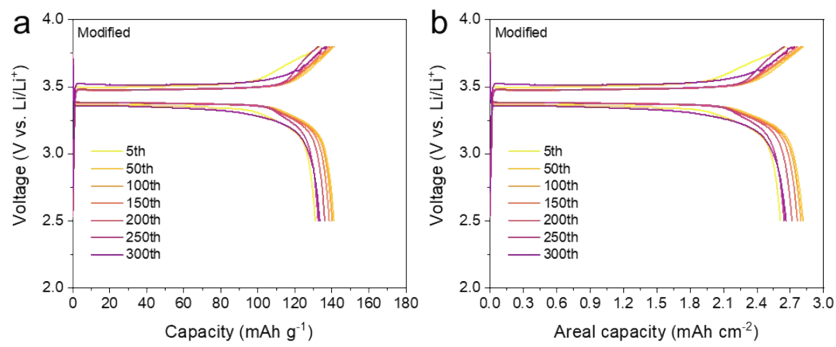 a
Modified
4.0
3.5
3.0
2.5
2.0
Voltage (V vs. Li/Li⁺)
5th
50th
100th
150th
200th
250th
300th
0 20 40 60 80 100 120 140 160 180
Capacity (mAh g⁻¹)
b
Modified
4.0
3.5
3.0
2.5
2.0
Voltage (V vs. Li/Li⁺)
5th
50th
100th
150th
200th
250th
300th
0.0 0.3 0.6 0.9 1.2 1.5 1.8 2.1 2.4 2.7 3.0
Areal capacity (mAh cm⁻²)